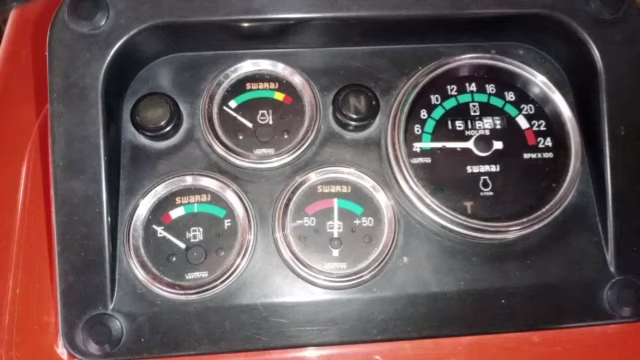 SWARAJ
N
8 10 12 14 16 18 20
6 22
4 24
HOURS
RPM X 100
SWARAJ
T
SWARAJ
E F
SWARAJ
-50 +50